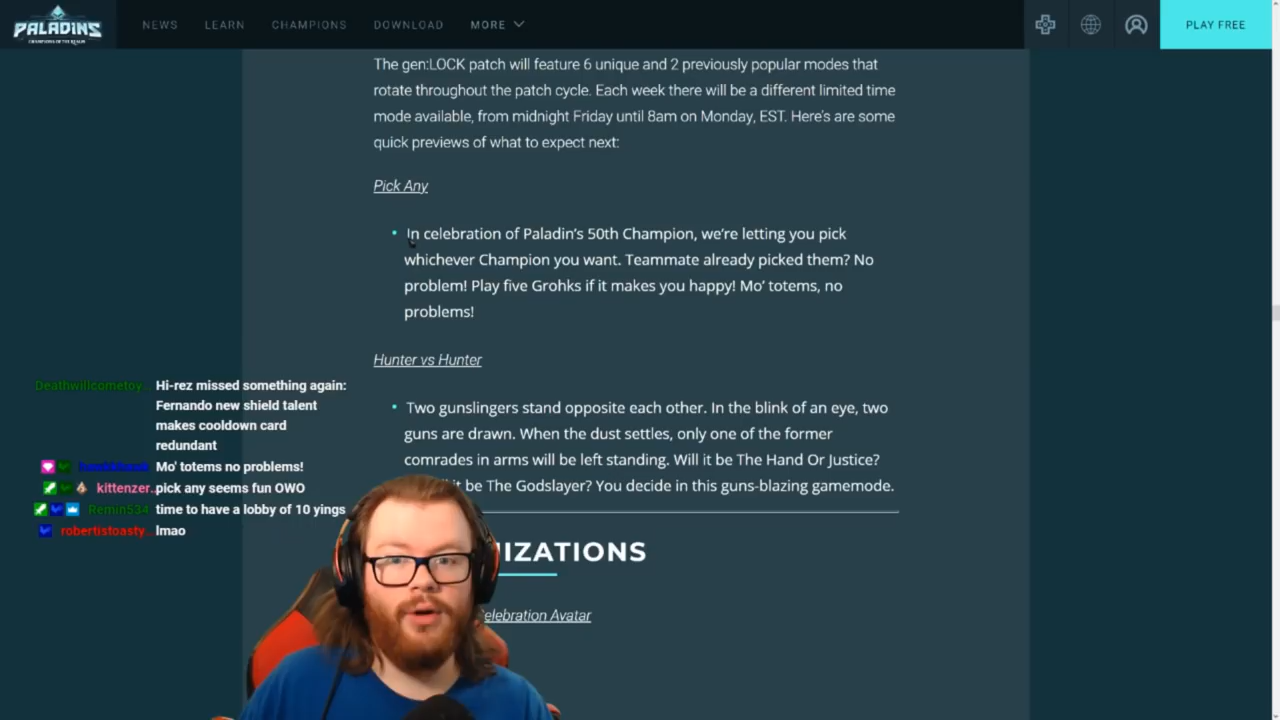 PALADINS
CHAMPIONS OF THE REALM
NEWS
LEARN
CHAMPIONS
DOWNLOAD
MORE
PLAY FREE
The gen:LOCK patch will feature 6 unique and 2 previously popular modes that
rotate throughout the patch cycle. Each week there will be a different limited time
mode available, from midnight Friday until 8am on Monday, EST. Here's are some
quick previews of what to expect next:
Pick Any
• In celebration of Paladin's 50th Champion, we're letting you pick
whichever Champion you want. Teammate already picked them? No
problem! Play five Grohks if it makes you happy! Mo' totems, no
problems!
Hunter vs Hunter
• Two gunslingers stand opposite each other. In the blink of an eye, two
guns are drawn. When the dust settles, only one of the former
comrades in arms will be left standing. Will it be The Hand Or Justice?
it be The Godslayer? You decide in this guns-blazing gamemode.
IZATIONS
elebration Avatar
Deathwillcometoy... Hi-rez missed something again:
Fernando new shield talent
makes cooldown card
redundant
Mo' totems no problems!
kittenzer... pick any seems fun OWO
Remin534 time to have a lobby of 10 yings
robertistoasty... lmao